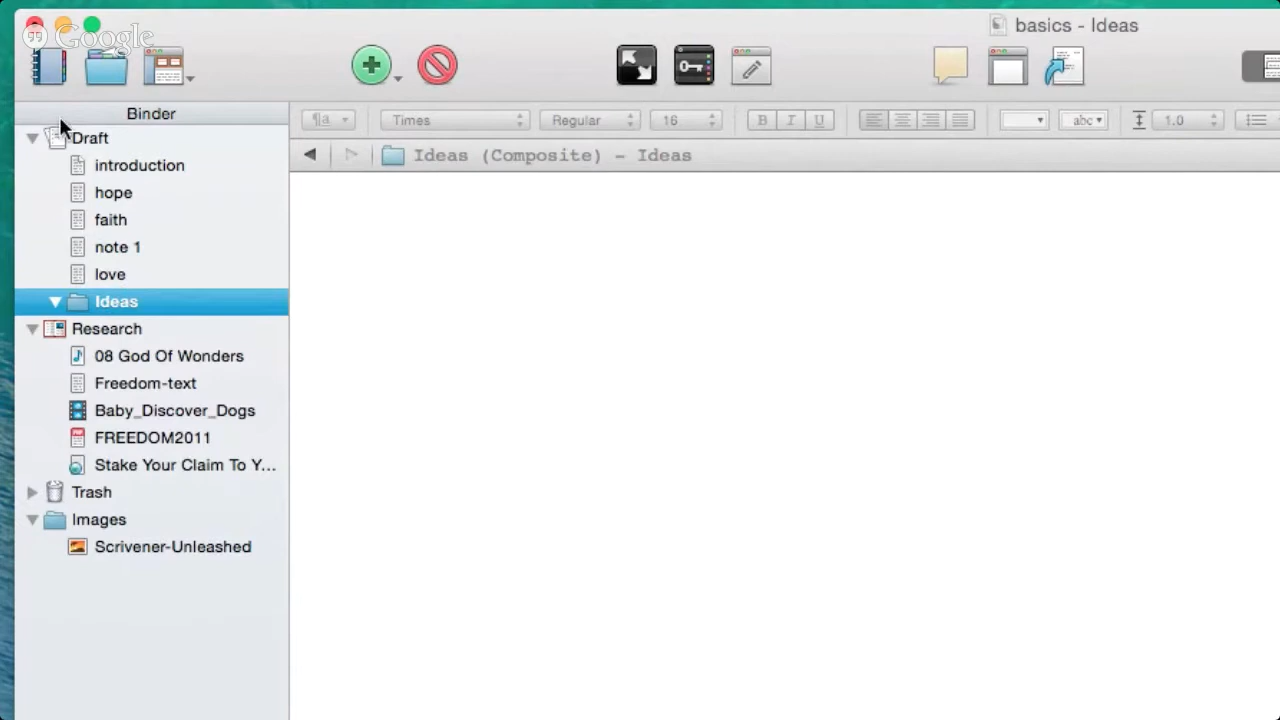 Google
basics - Ideas
Binder
¶a
Times
Regular
16
B I U
abc
1.0
Ideas (Composite) - Ideas
Draft
introduction
hope
faith
note 1
love
Ideas
Research
08 God Of Wonders
Freedom-text
Baby_Discover_Dogs
FREEDOM2011
Stake Your Claim To Y...
Trash
Images
Scrivener-Unleashed